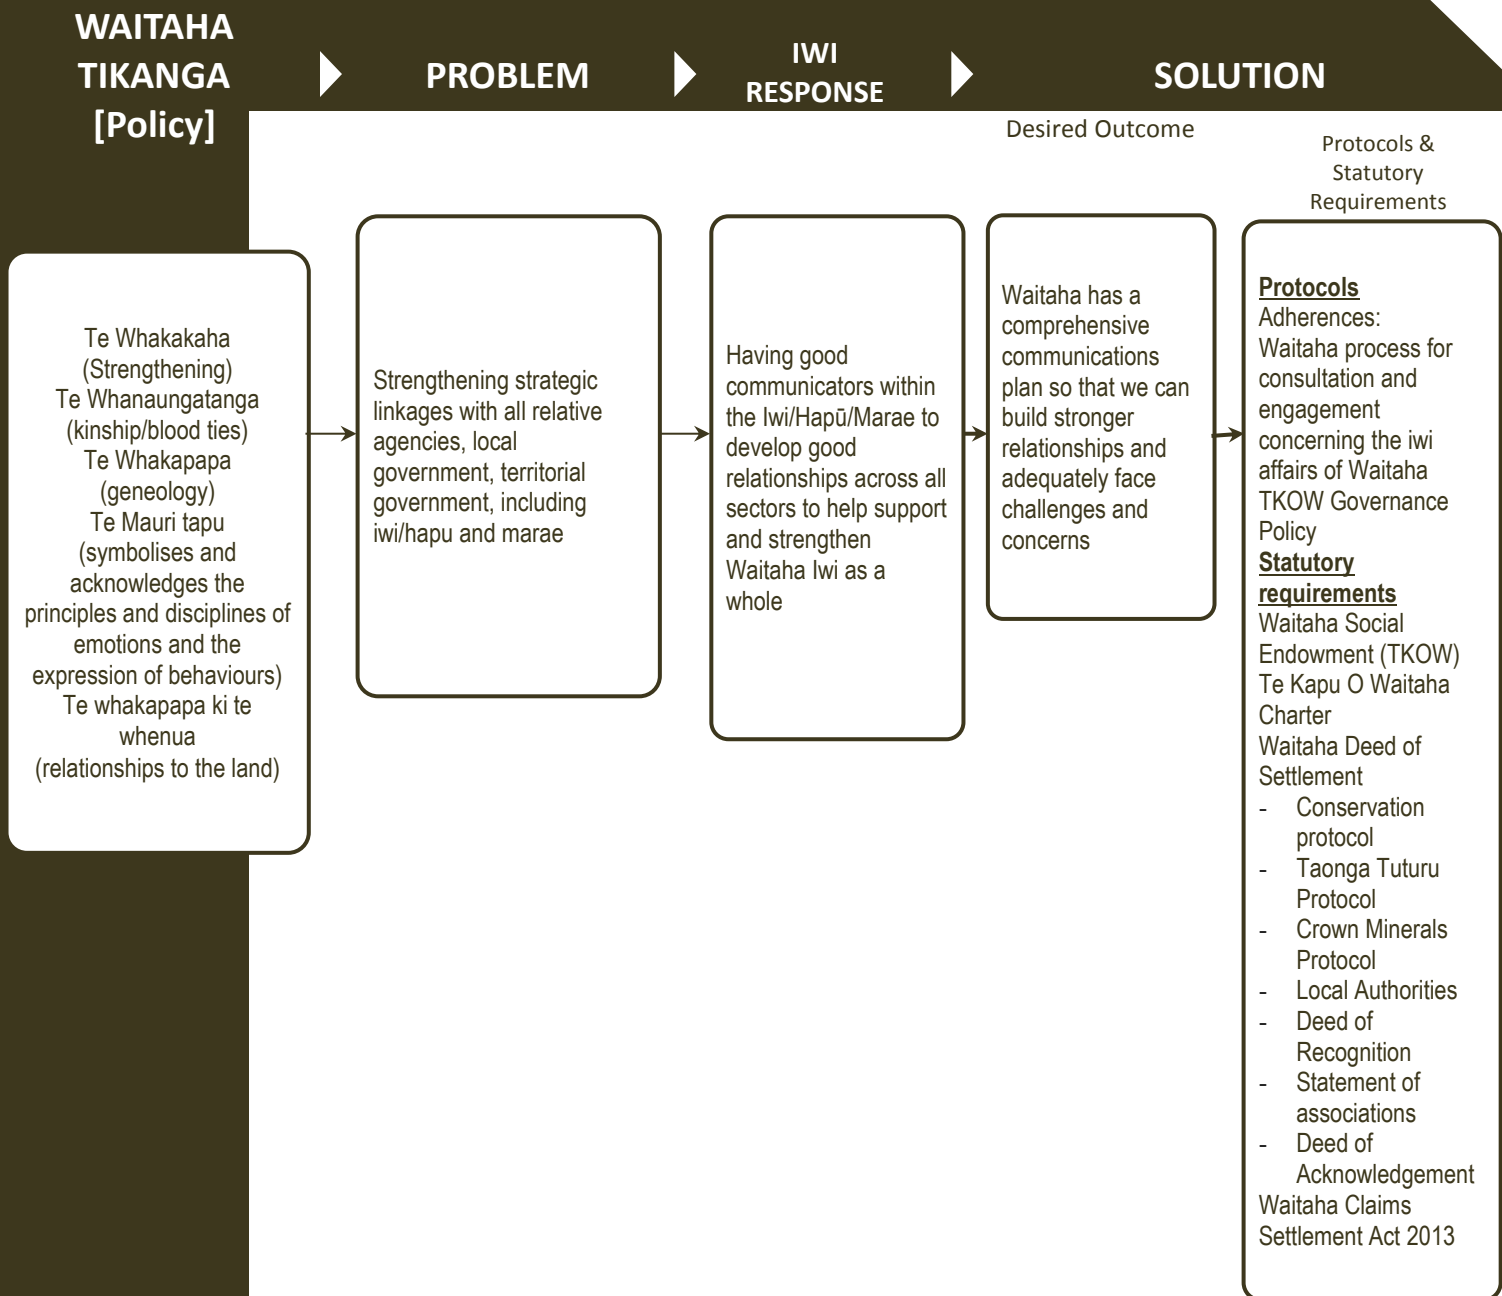 WAITAHA
TIKANGA
[Policy]
PROBLEM
IWI
RESPONSE
SOLUTION
Desired Outcome
Protocols &
Statutory
Requirements
Te Whakakaha
(Strengthening)
Te Whanaungatanga
(kinship/blood ties)
Te Whakapapa
(geneology)
Te Mauri tapu
(symbolises and
acknowledges the
principles and disciplines of
emotions and the
expression of behaviours)
Te whakapapa ki te
whenua
(relationships to the land)
Strengthening strategic
linkages with all relative
agencies, local
government, territorial
government, including
iwi/hapu and marae
Having good
communicators within
the Iwi/Hapū/Marae to
develop good
relationships across all
sectors to help support
and strengthen
Waitaha Iwi as a
whole
Waitaha has a
comprehensive
communications
plan so that we can
build stronger
relationships and
adequately face
challenges and
concerns
Protocols
Adherences:
Waitaha process for
consultation and
engagement
concerning the iwi
affairs of Waitaha
TKOW Governance
Policy
Statutory
requirements
Waitaha Social
Endowment (TKOW)
Te Kapu O Waitaha
Charter
Waitaha Deed of
Settlement
- Conservation
protocol
- Taonga Tuturu
Protocol
- Crown Minerals
Protocol
- Local Authorities
- Deed of
Recognition
- Statement of
associations
- Deed of
Acknowledgement
Waitaha Claims
Settlement Act 2013